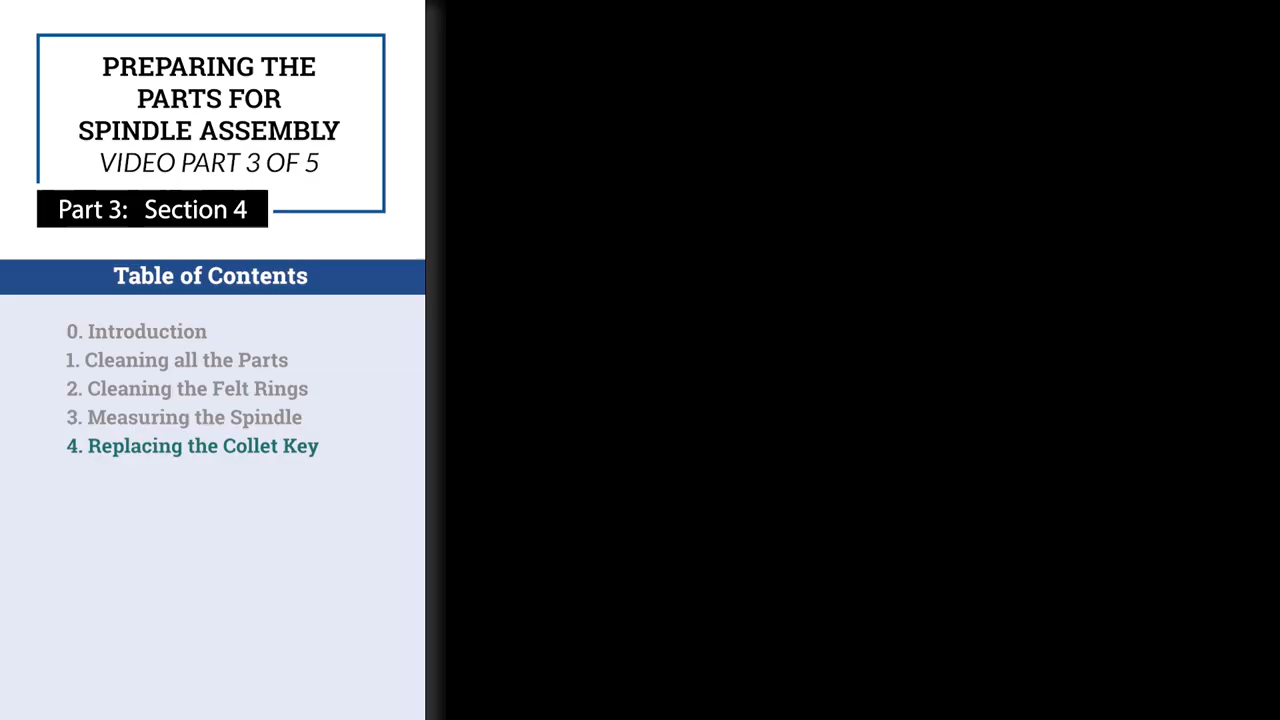 PREPARING THE
PARTS FOR
SPINDLE ASSEMBLY
VIDEO PART 3 OF 5
Part 3: Section 4
Table of Contents
0. Introduction
1. Cleaning all the Parts
2. Cleaning the Felt Rings
3. Measuring the Spindle
4. Replacing the Collet Key